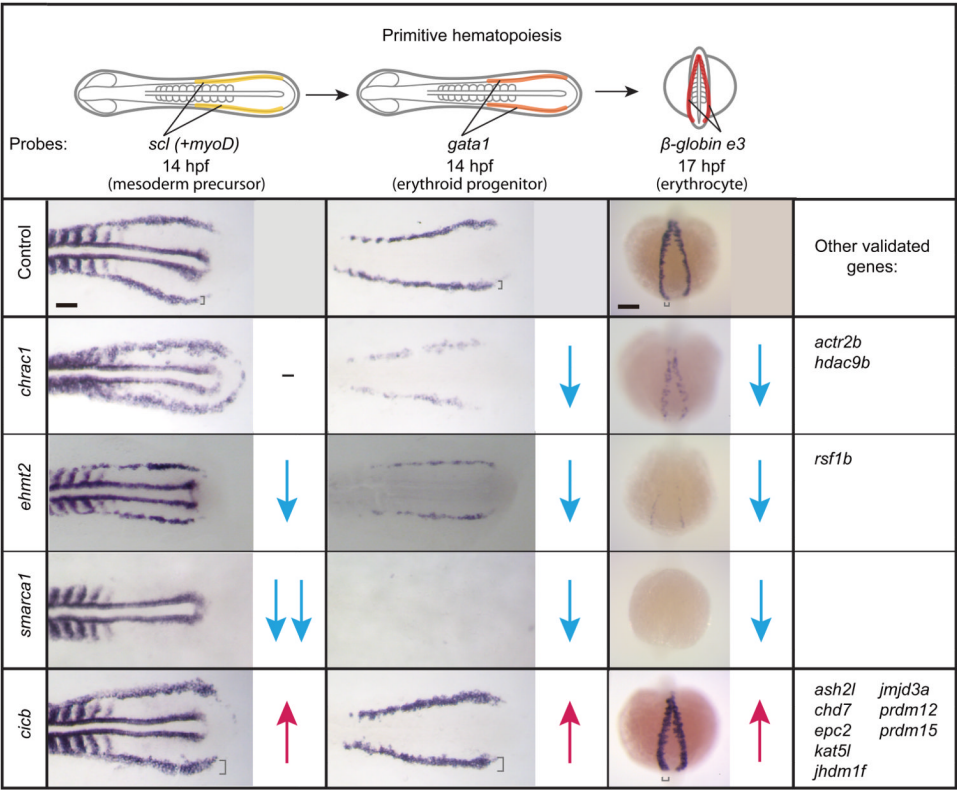 Primitive hematopoiesis
Probes:
scl (+myoD)
14 hpf
(mesoderm precursor)
gata1
14 hpf
(erythroid progenitor)
β-globin e3
17 hpf
(erythrocyte)
Control
Other validated
genes:
chrac1
–
actr2b
hdac9b
ehmt2
rsf1b
smarca1
cicb
ash2l jmjd3a
chd7 prdm12
epc2 prdm15
kat5l
jhdm1f